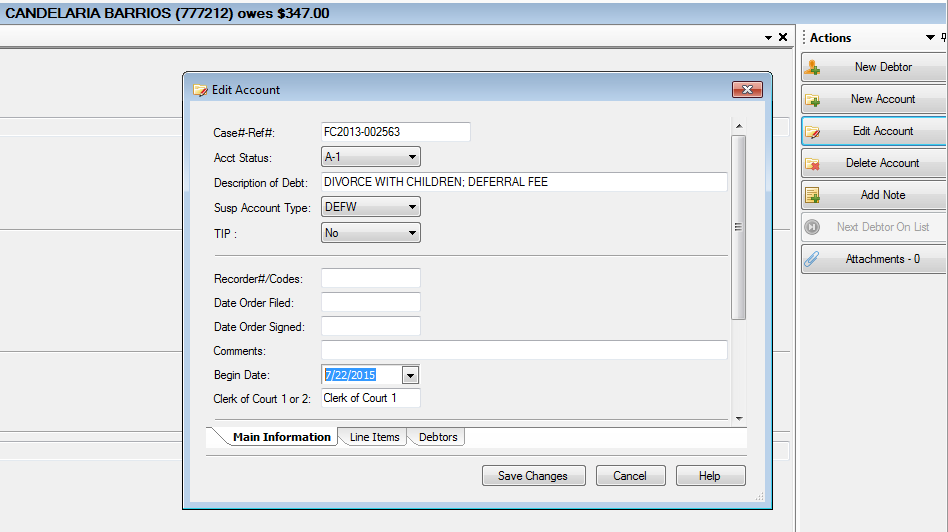 CANDELARIA BARRIOS (777212) owes $347.00
Actions
New Debtor
New Account
Edit Account
Delete Account
Add Note
Next Debtor On List
Attachments - 0
Edit Account
Case#-Ref#: FC2013-002563
Acct Status: A-1
Description of Debt: DIVORCE WITH CHILDREN; DEFERRAL FEE
Susp Account Type: DEFW
TIP : No
Recorder#/Codes:
Date Order Filed:
Date Order Signed:
Comments:
Begin Date: 7/22/2015
Clerk of Court 1 or 2: Clerk of Court 1
Main Information Line Items Debtors
Save Changes Cancel Help